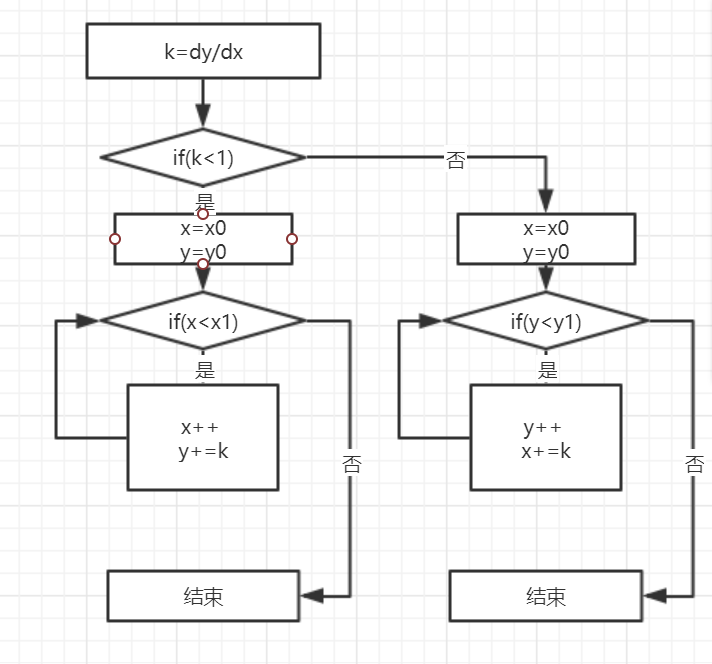 k=dy/dx
if(k<1)
否
是
x=x0
y=y0
x=x0
y=y0
if(x<x1)
if(y<y1)
是
是
x++
y+=k
y++
x+=k
否
否
结束
结束